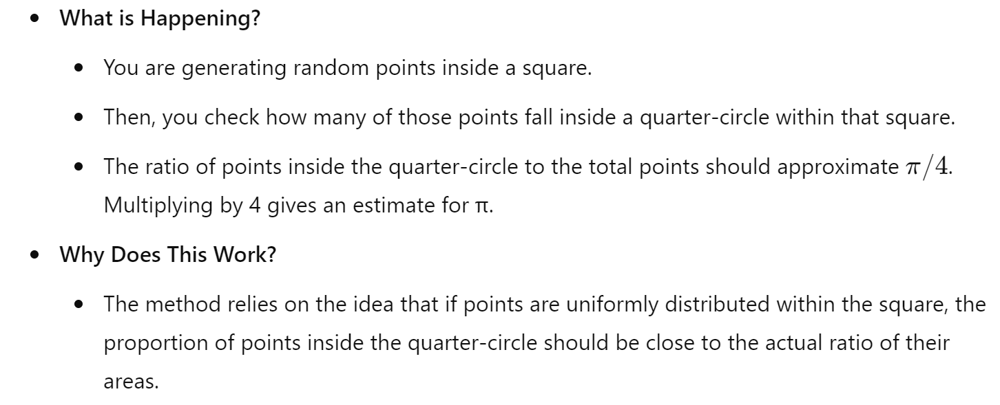 • What is Happening?
• You are generating random points inside a square.
• Then, you check how many of those points fall inside a quarter-circle within that square.
• The ratio of points inside the quarter-circle to the total points should approximate π/4.
Multiplying by 4 gives an estimate for π.
• Why Does This Work?
• The method relies on the idea that if points are uniformly distributed within the square, the
proportion of points inside the quarter-circle should be close to the actual ratio of their
areas.